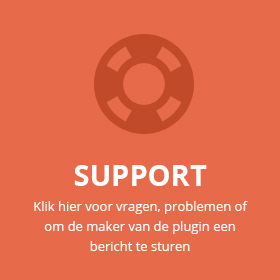 SUPPORT
Klik hier voor vragen, problemen of
om de maker van de plugin een
bericht te sturen